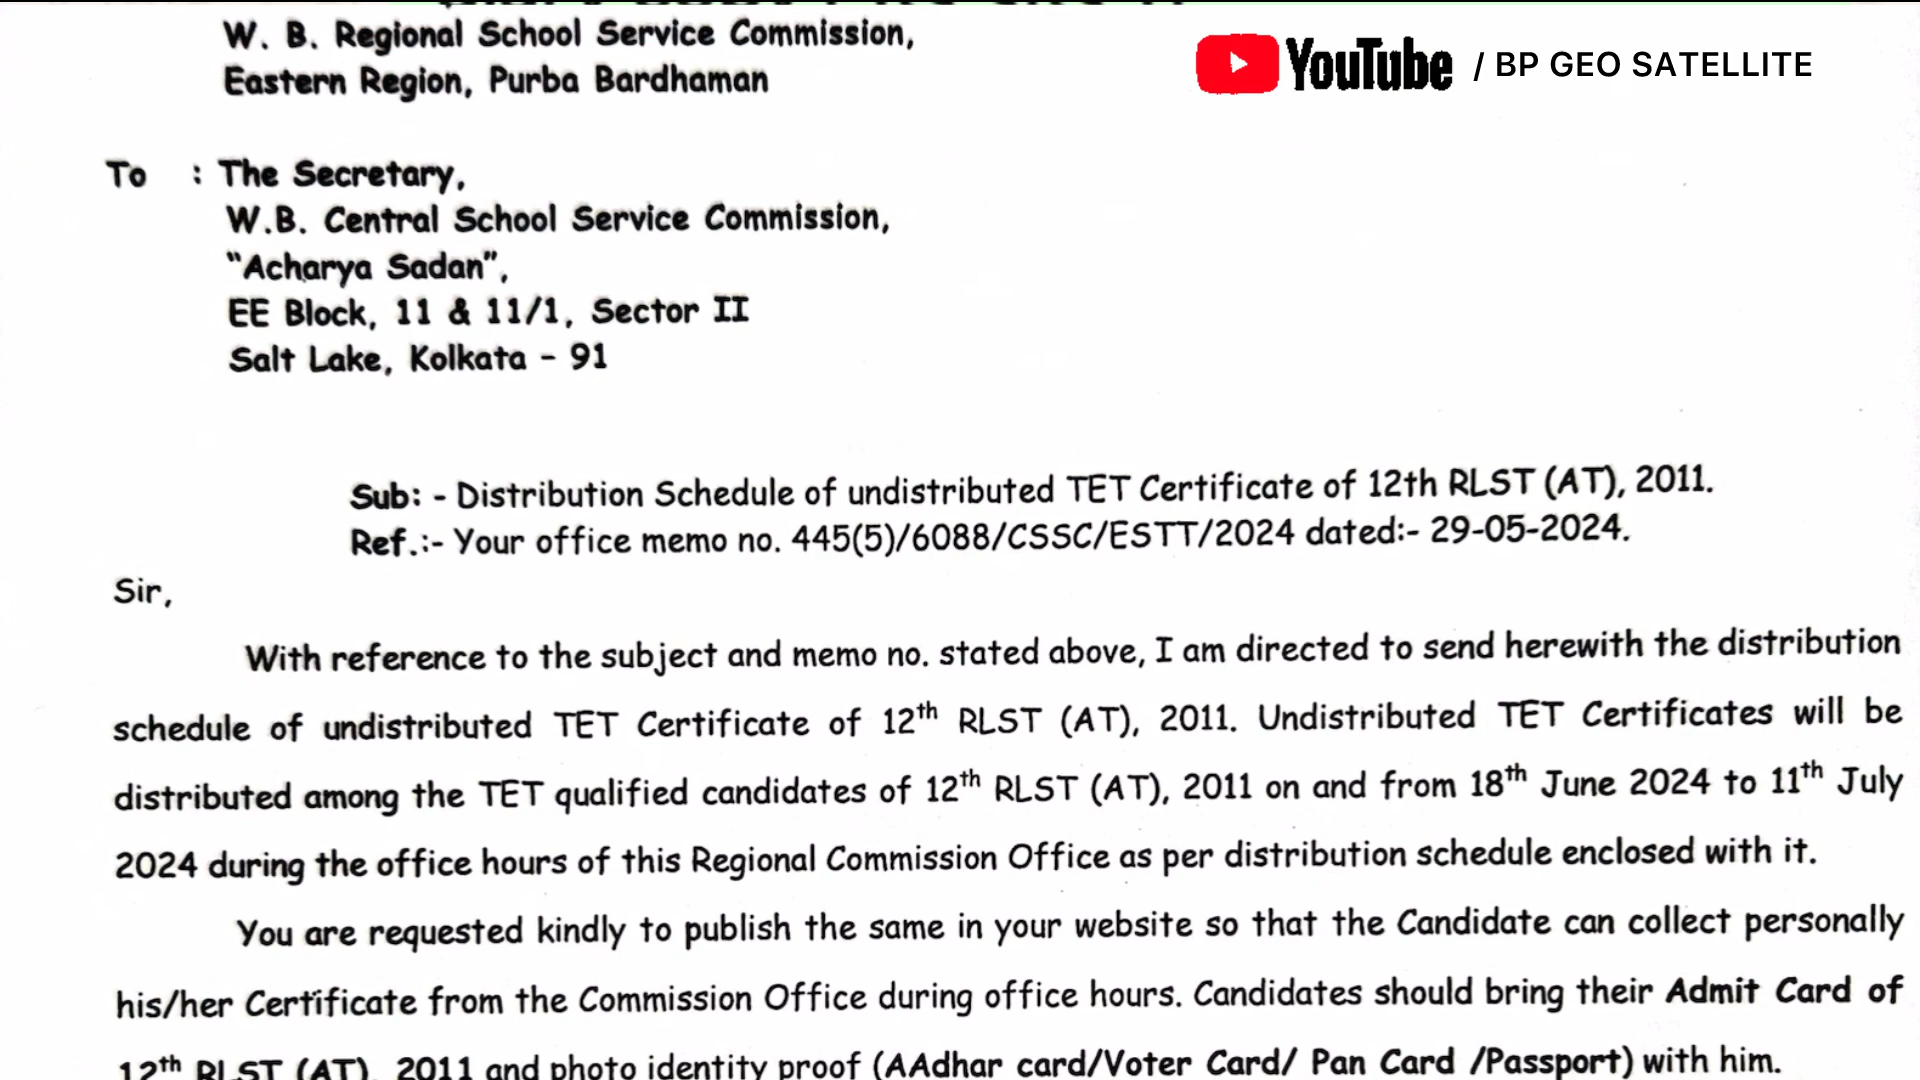 W. B. Regional School Service Commission,
Eastern Region, Purba Bardhaman
YouTube / BP GEO SATELLITE
To : The Secretary,
W.B. Central School Service Commission,
"Acharya Sadan",
EE Block, 11 & 11/1, Sector II
Salt Lake, Kolkata - 91
Sub: - Distribution Schedule of undistributed TET Certificate of 12th RLST (AT), 2011.
Ref.:- Your office memo no. 445(5)/6088/CSSC/ESTT/2024 dated:- 29-05-2024.
Sir,
With reference to the subject and memo no. stated above, I am directed to send herewith the distribution
schedule of undistributed TET Certificate of 12th RLST (AT), 2011. Undistributed TET Certificates will be
distributed among the TET qualified candidates of 12th RLST (AT), 2011 on and from 18th June 2024 to 11th July
2024 during the office hours of this Regional Commission Office as per distribution schedule enclosed with it.
You are requested kindly to publish the same in your website so that the Candidate can collect personally
his/her Certificate from the Commission Office during office hours. Candidates should bring their Admit Card of
12th RLST (AT), 2011 and photo identity proof (AAdhar card/Voter Card/ Pan Card /Passport) with him.